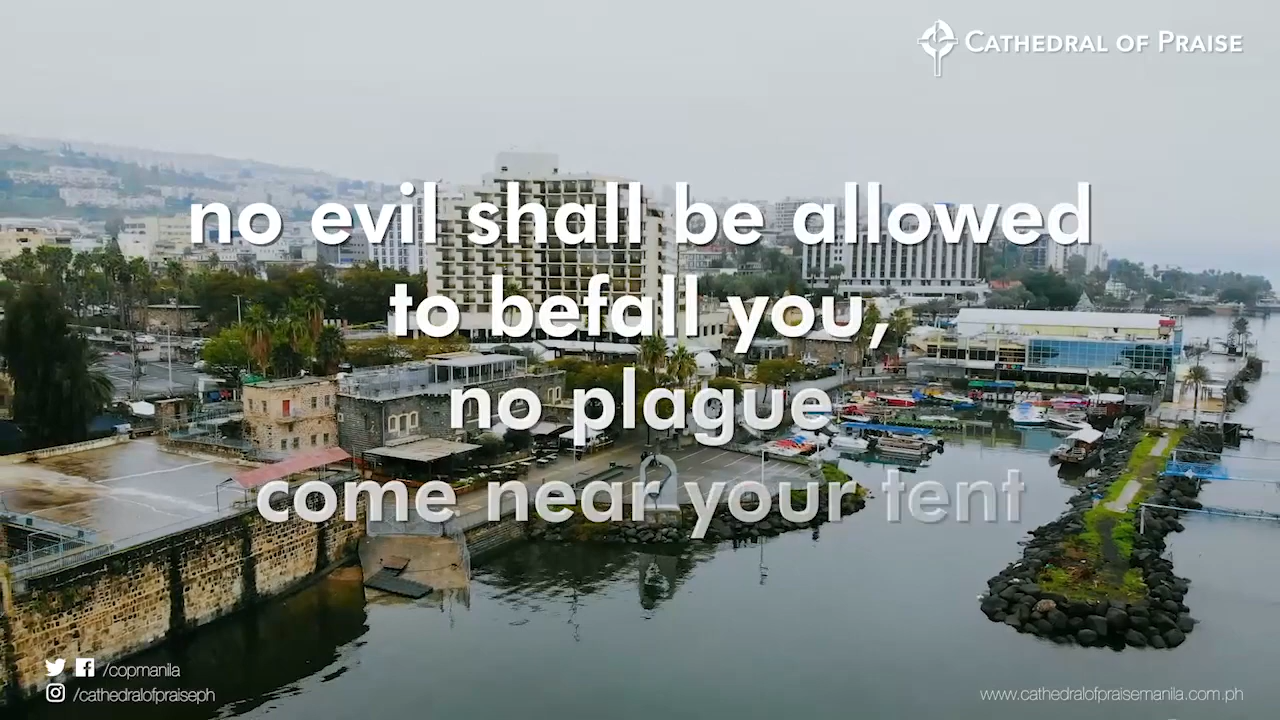 CATHEDRAL OF PRAISE
no evil shall be allowed
to befall you,
no plague
come near your tent
/copmanila
/cathedralofpraiseph
www.cathedralofpraisemanila.com.ph